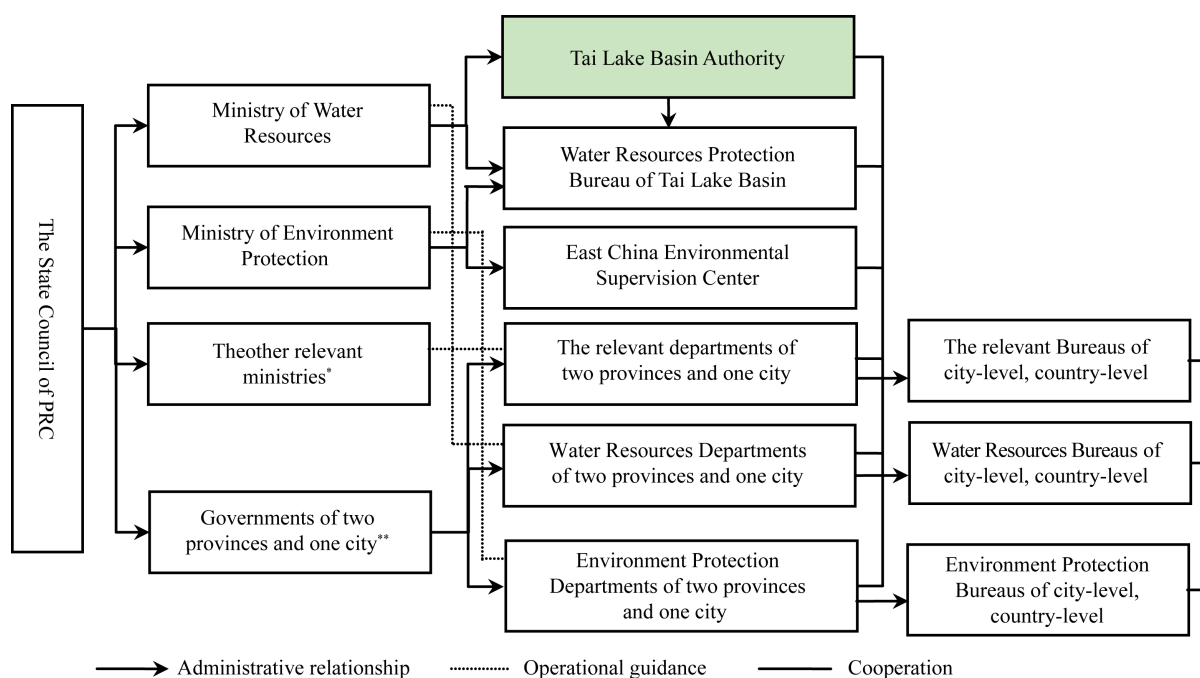 The State Council of PRC
Ministry of Water
Resources
Ministry of Environment
Protection
Theother relevant
ministries*
Governments of two
provinces and one city**
Tai Lake Basin Authority
Water Resources Protection
Bureau of Tai Lake Basin
East China Environmental
Supervision Center
The relevant departments of
two provinces and one city
Water Resources Departments
of two provinces and one city
Environment Protection
Departments of two provinces
and one city
The relevant Bureaus of
city-level, country-level
Water Resources Bureaus of
city-level, country-level
Environment Protection
Bureaus of city-level,
country-level
Administrative relationship
Operational guidance
Cooperation